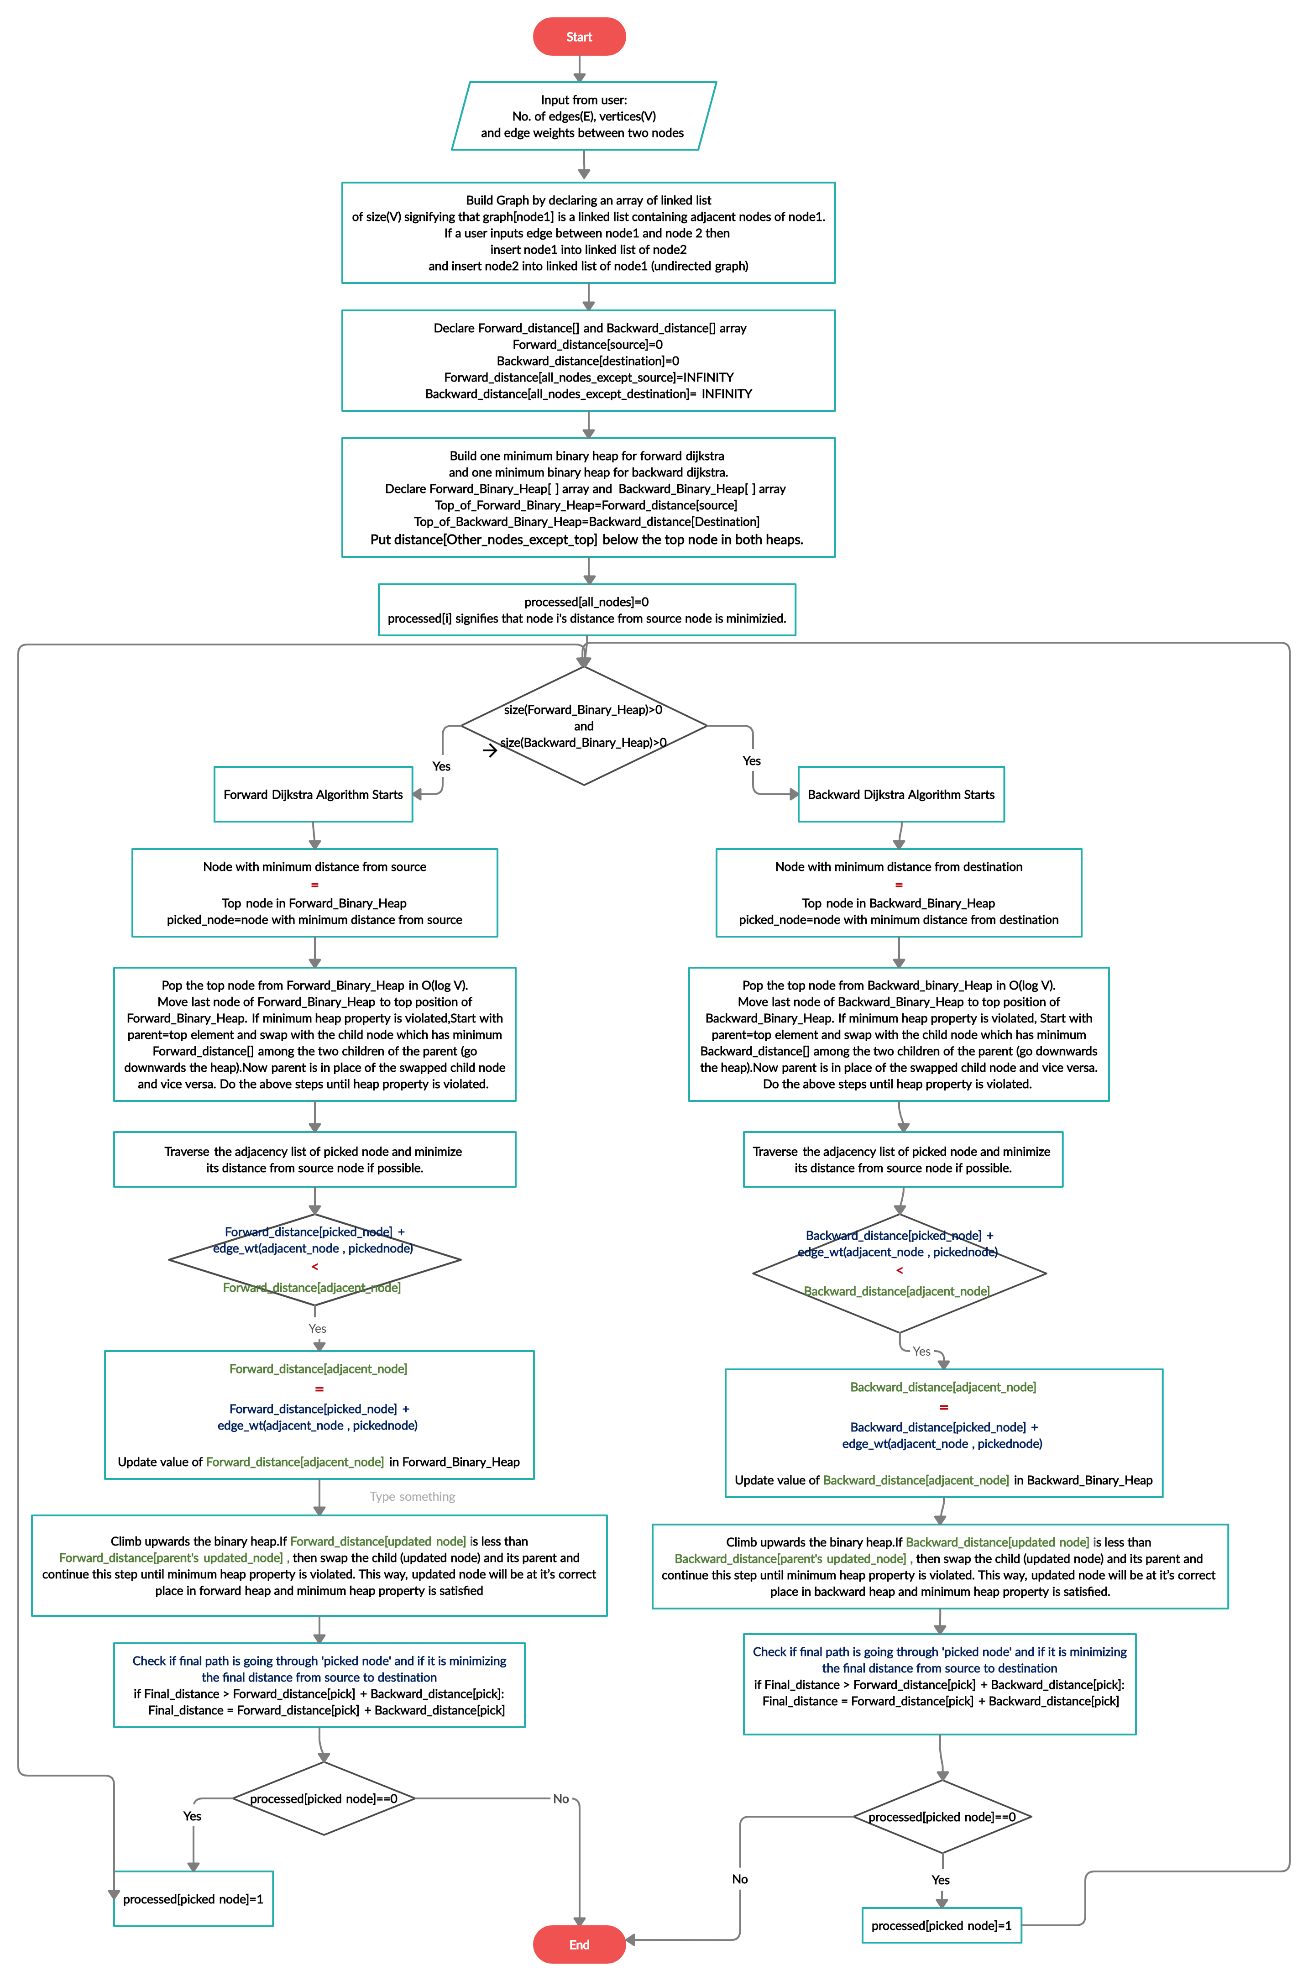 Start
Input from user:
No. of edges(E), vertices(V)
and edge weights between two nodes
Build Graph by declaring an array of linked list
of size(V) signifying that graph[node1] is a linked list containing adjacent nodes of node1.
If a user inputs edge between node1 and node 2 then
insert node1 into linked list of node2
and insert node2 into linked list of node1 (undirected graph)
Declare Forward_distance[] and Backward_distance[] array
Forward_distance[source]=0
Backward_distance[destination]=0
Forward_distance[all_nodes_except_source]=INFINITY
Backward_distance[all_nodes_except_destination]= INFINITY
Build one minimum binary heap for forward dijkstra
and one minimum binary heap for backward dijkstra.
Declare Forward_Binary_Heap[ ] array and Backward_Binary_Heap[ ] array
Top_of_Forward_Binary_Heap=Forward_distance[source]
Top_of_Backward_Binary_Heap=Backward_distance[Destination]
Put distance[Other_nodes_except_top] below the top node in both heaps.
processed[all_nodes]=0
processed[i] signifies that node i's distance from source node is minimizied.
size(Forward_Binary_Heap)>0
and
size(Backward_Binary_Heap)>0
Yes
Yes
Forward Dijkstra Algorithm Starts
Node with minimum distance from source
=
Top node in Forward_Binary_Heap
picked_node=node with minimum distance from source
Pop the top node from Forward_Binary_Heap in O(log V).
Move last node of Forward_Binary_Heap to top position of
Forward_Binary_Heap. If minimum heap property is violated,Start with
parent=top element and swap with the child node which has minimum
Forward_distance[] among the two children of the parent (go
downwards the heap).Now parent is in place of the swapped child node
and vice versa. Do the above steps until heap property is violated.
Traverse the adjacency list of picked node and minimize
its distance from source node if possible.
Forward_distance[picked_node] +
edge_wt(adjacent_node , pickednode)
<
Forward_distance[adjacent_node]
Yes
Forward_distance[adjacent_node]
=
Forward_distance[picked_node] +
edge_wt(adjacent_node , pickednode)
Update value of Forward_distance[adjacent_node] in Forward_Binary_Heap
Type something
Climb upwards the binary heap.If Forward_distance[updated node] is less than
Forward_distance[parent's updated_node] , then swap the child (updated node) and its parent and
continue this step until minimum heap property is violated. This way, updated node will be at it's correct
place in forward heap and minimum heap property is satisfied
Check if final path is going through 'picked node' and if it is minimizing
the final distance from source to destination
if Final_distance > Forward_distance[pick] + Backward_distance[pick]:
Final_distance = Forward_distance[pick] + Backward_distance[pick]
processed[picked node]==0
Yes
No
processed[picked node]=1
Backward Dijkstra Algorithm Starts
Node with minimum distance from destination
=
Top node in Backward_Binary_Heap
picked_node=node with minimum distance from destination
Pop the top node from Backward_binary_Heap in O(log V).
Move last node of Backward_Binary_Heap to top position of
Backward_Binary_Heap. If minimum heap property is violated, Start with
parent=top element and swap with the child node which has minimum
Backward_distance[] among the two children of the parent (go downwards
the heap).Now parent is in place of the swapped child node and vice versa.
Do the above steps until heap property is violated.
Traverse the adjacency list of picked node and minimize
its distance from source node if possible.
Backward_distance[picked_node] +
edge_wt(adjacent_node , pickednode)
<
Backward_distance[adjacent_node]
Yes
Backward_distance[adjacent_node]
=
Backward_distance[picked_node] +
edge_wt(adjacent_node , pickednode)
Update value of Backward_distance[adjacent_node] in Backward_Binary_Heap
Climb upwards the binary heap.If Backward_distance[updated node] is less than
Backward_distance[parent's updated_node] , then swap the child (updated node) and its parent and
continue this step until minimum heap property is violated. This way, updated node will be at it's correct
place in backward heap and minimum heap property is satisfied.
Check if final path is going through 'picked node' and if it is minimizing
the final distance from source to destination
if Final_distance > Forward_distance[pick] + Backward_distance[pick]:
Final_distance = Forward_distance[pick] + Backward_distance[pick]
processed[picked node]==0
No
Yes
processed[picked node]=1
End